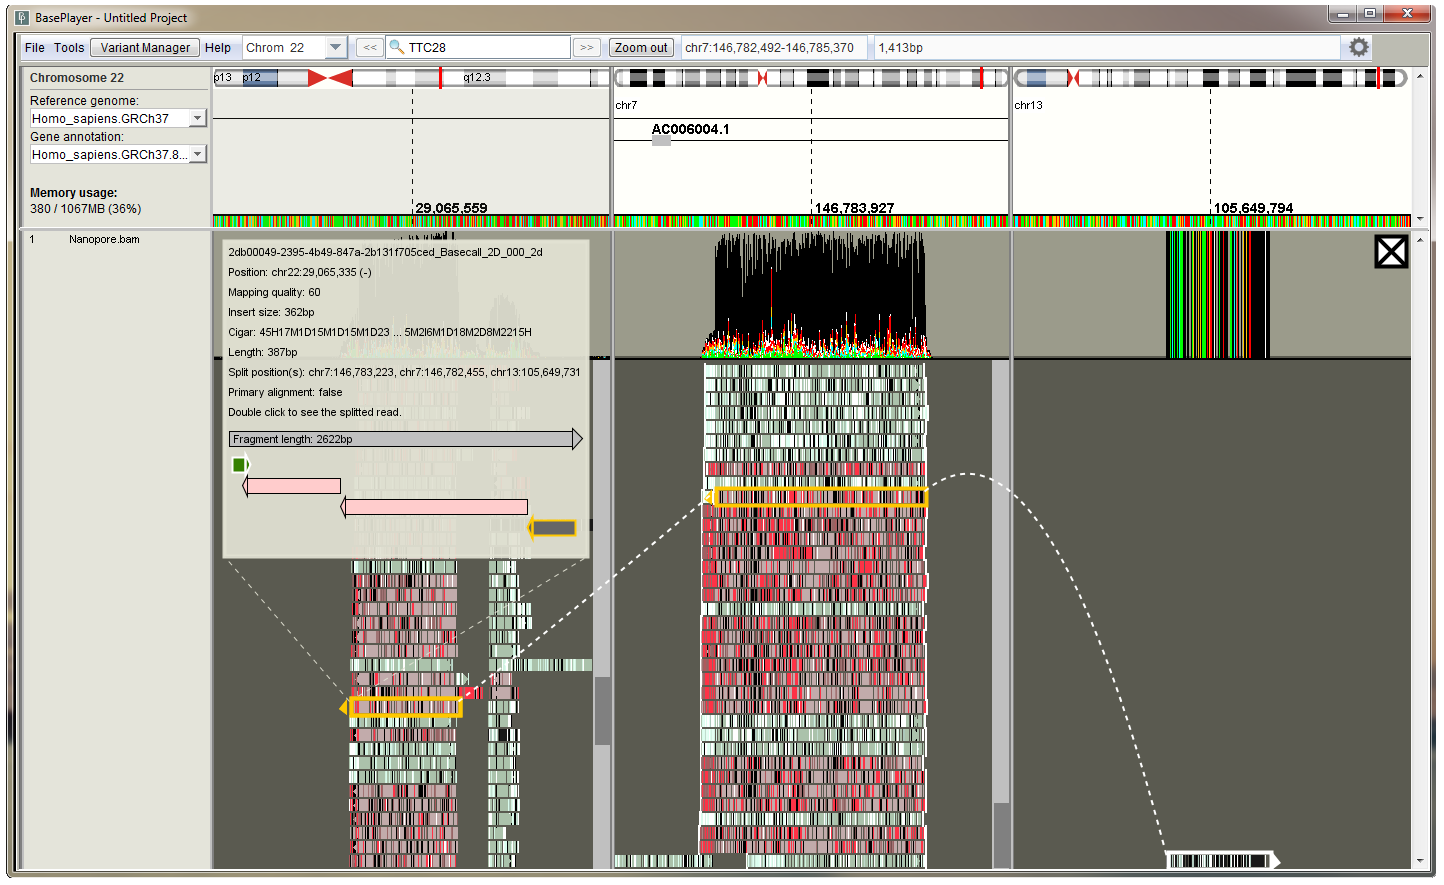 BasePlayer - Untitled Project
File Tools Variant Manager Help Chrom 22 << TTC28 >> Zoom out chr7:146,782,492-146,785,370 1,413bp
Chromosome 22
p13 p12 q12.3
Reference genome:
chr7
chr13
Homo_sapiens.GRCh37
Gene annotation:
AC006004.1
Homo_sapiens.GRCh37.8...
Memory usage:
380 / 1067MB (36%)
29,065,559
146,783,927
105,649,794
1 Nanopore.bam
2db00049-2395-4b49-847a-2b131f705ced_Basecall_2D_000_2d
Position: chr22:29,065,335 (-)
Mapping quality: 60
Insert size: 362bp
Cigar: 45H17M1D15M1D15M1D23 ... 5M2I6M1D18M2D8M2215H
Length: 387bp
Split position(s): chr7:146,783,223, chr7:146,782,455, chr13:105,649,731
Primary alignment: false
Double click to see the splitted read.
Fragment length: 2622bp